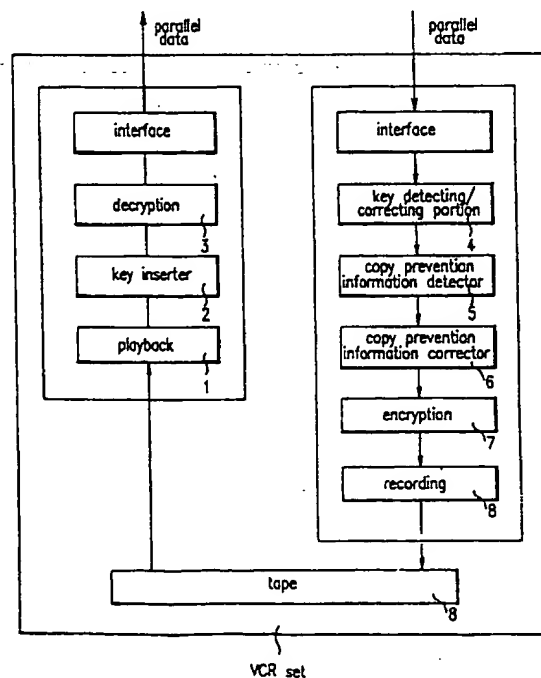 parallel
data
parallel
data
interface
decryption
3
key inserter
2
playback
1
interface
key detecting/
correcting portion
4
copy prevention
information detector
5
copy prevention
information corrector
6
encryption
7
recording
8
tape
8
VCR set